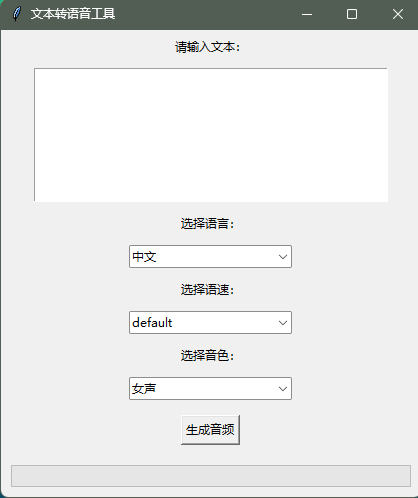 文本转语音工具
请输入文本：
选择语言：
中文
选择语速：
default
选择音色：
女声
生成音频